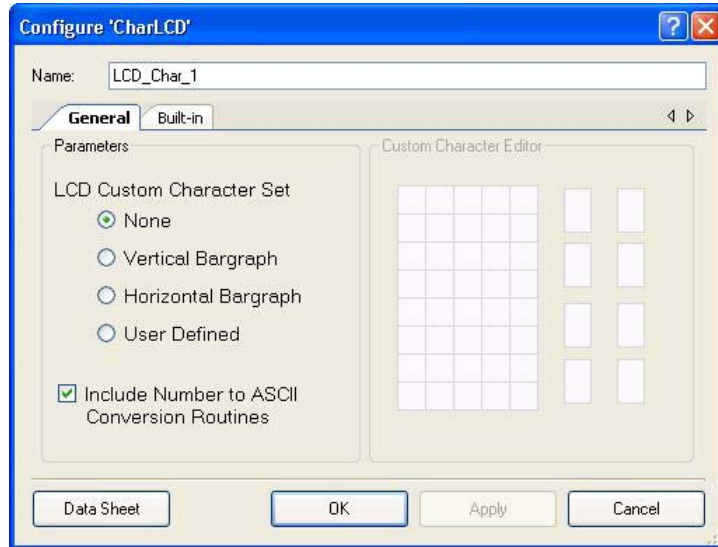 Configure 'CharLCD'
Name: LCD_Char_1
General Built-in
Parameters
Custom Character Editor
LCD Custom Character Set
None
Vertical Bargraph
Horizontal Bargraph
User Defined
Include Number to ASCII
Conversion Routines
Data Sheet OK Apply Cancel